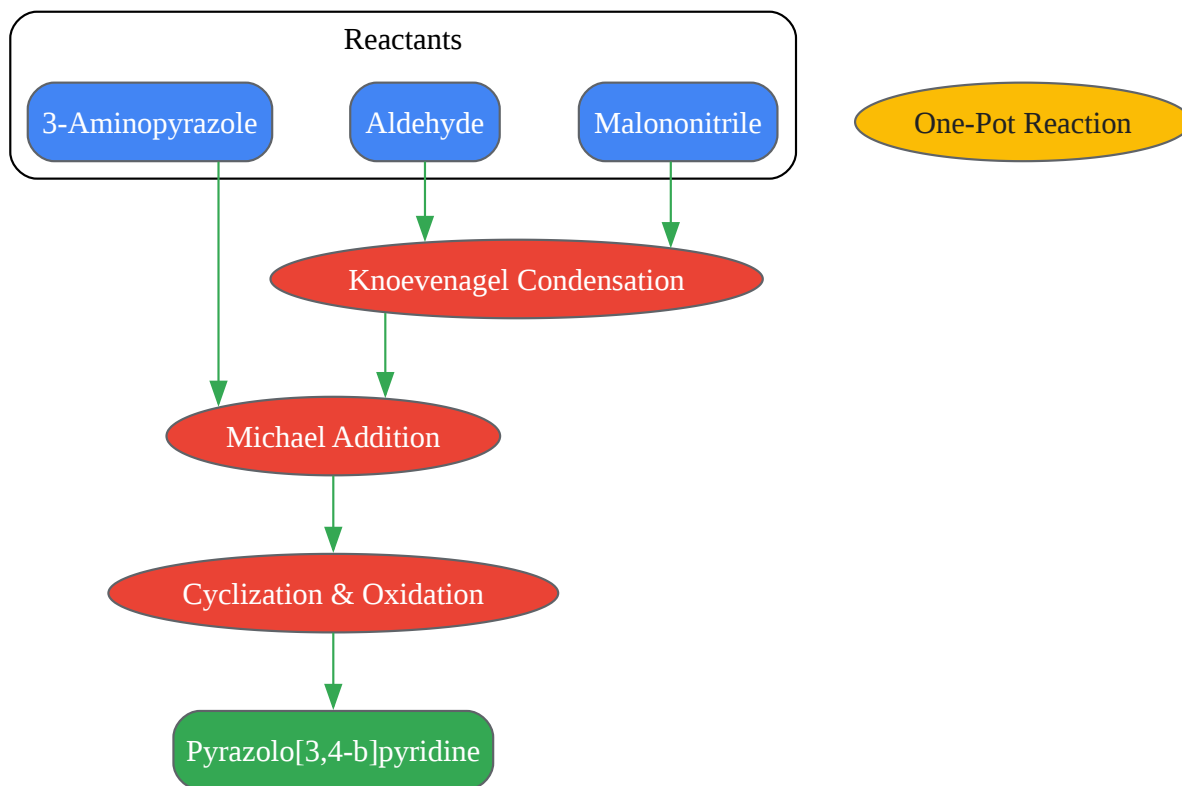 Reactants
3-Aminopyrazole
Aldehyde
Malononitrile
One-Pot Reaction
Knoevenagel Condensation
Michael Addition
Cyclization & Oxidation
Pyrazolo[3,4-b]pyridine